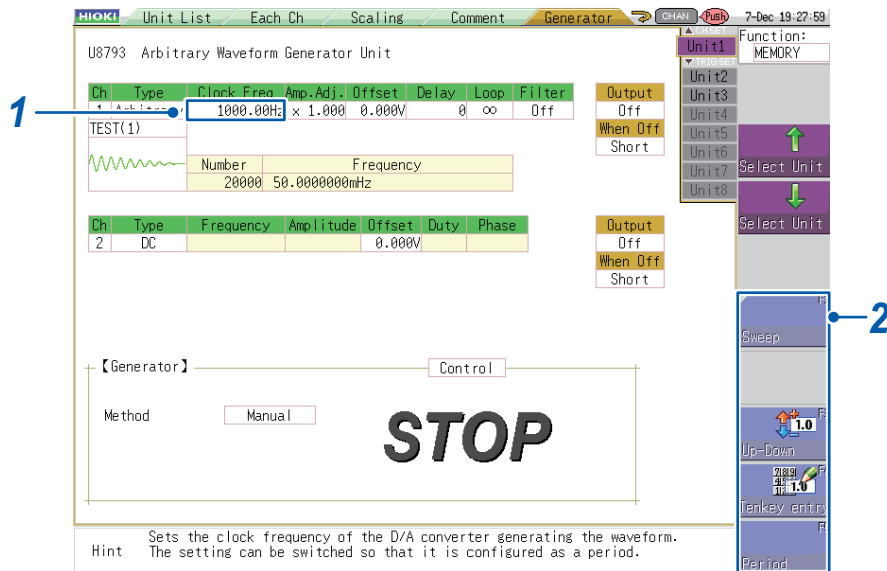 HIOKI Unit List Each Ch Scaling Comment Generator CHAN Push 7-Dec 19:27:59
Function:
MEMORY
CH.SET
Unit1
TRIG.SET
Unit2
Unit3
Unit4
Unit5
Unit6
Unit7
Unit8
Select Unit
Select Unit
U8793 Arbitrary Waveform Generator Unit
Ch Type Clock Freq Amp.Adj. Offset Delay Loop Filter
1 1000.00Hz x 1.000 0.000V 0 ∞ Off
TEST(1)
Number Frequency
20000 50.0000000mHz
Output
Off
When Off
Short
Ch Type Frequency Amplitude Offset Duty Phase
2 DC 0.000V
Output
Off
When Off
Short
【Generator】 Control
Method Manual
STOP
Sweep
1.0
Up-Down
1.0
Tenkey entry
Period
Hint Sets the clock frequency of the D/A converter generating the waveform.
The setting can be switched so that it is configured as a period.
1
2